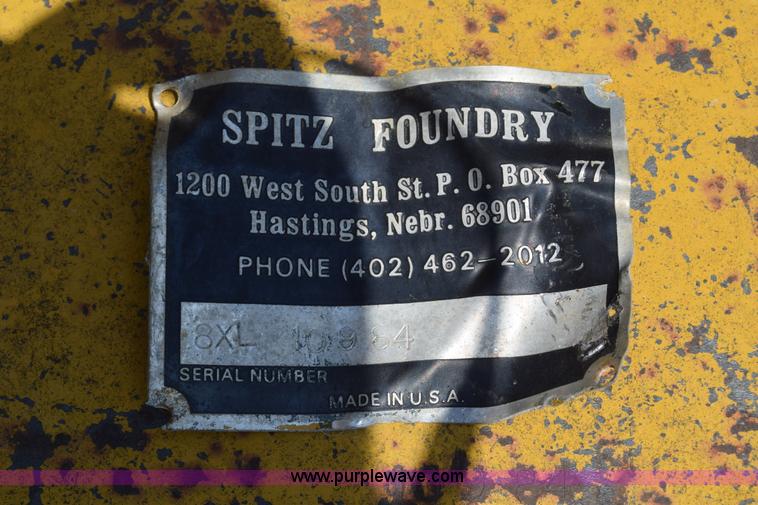 SPITZ FOUNDRY
1200 West South St. P. O. Box 477
Hastings, Nebr. 68901
PHONE (402) 462-2012
8XL
SERIAL NUMBER
MADE IN U.S.A.
www.purplewave.com